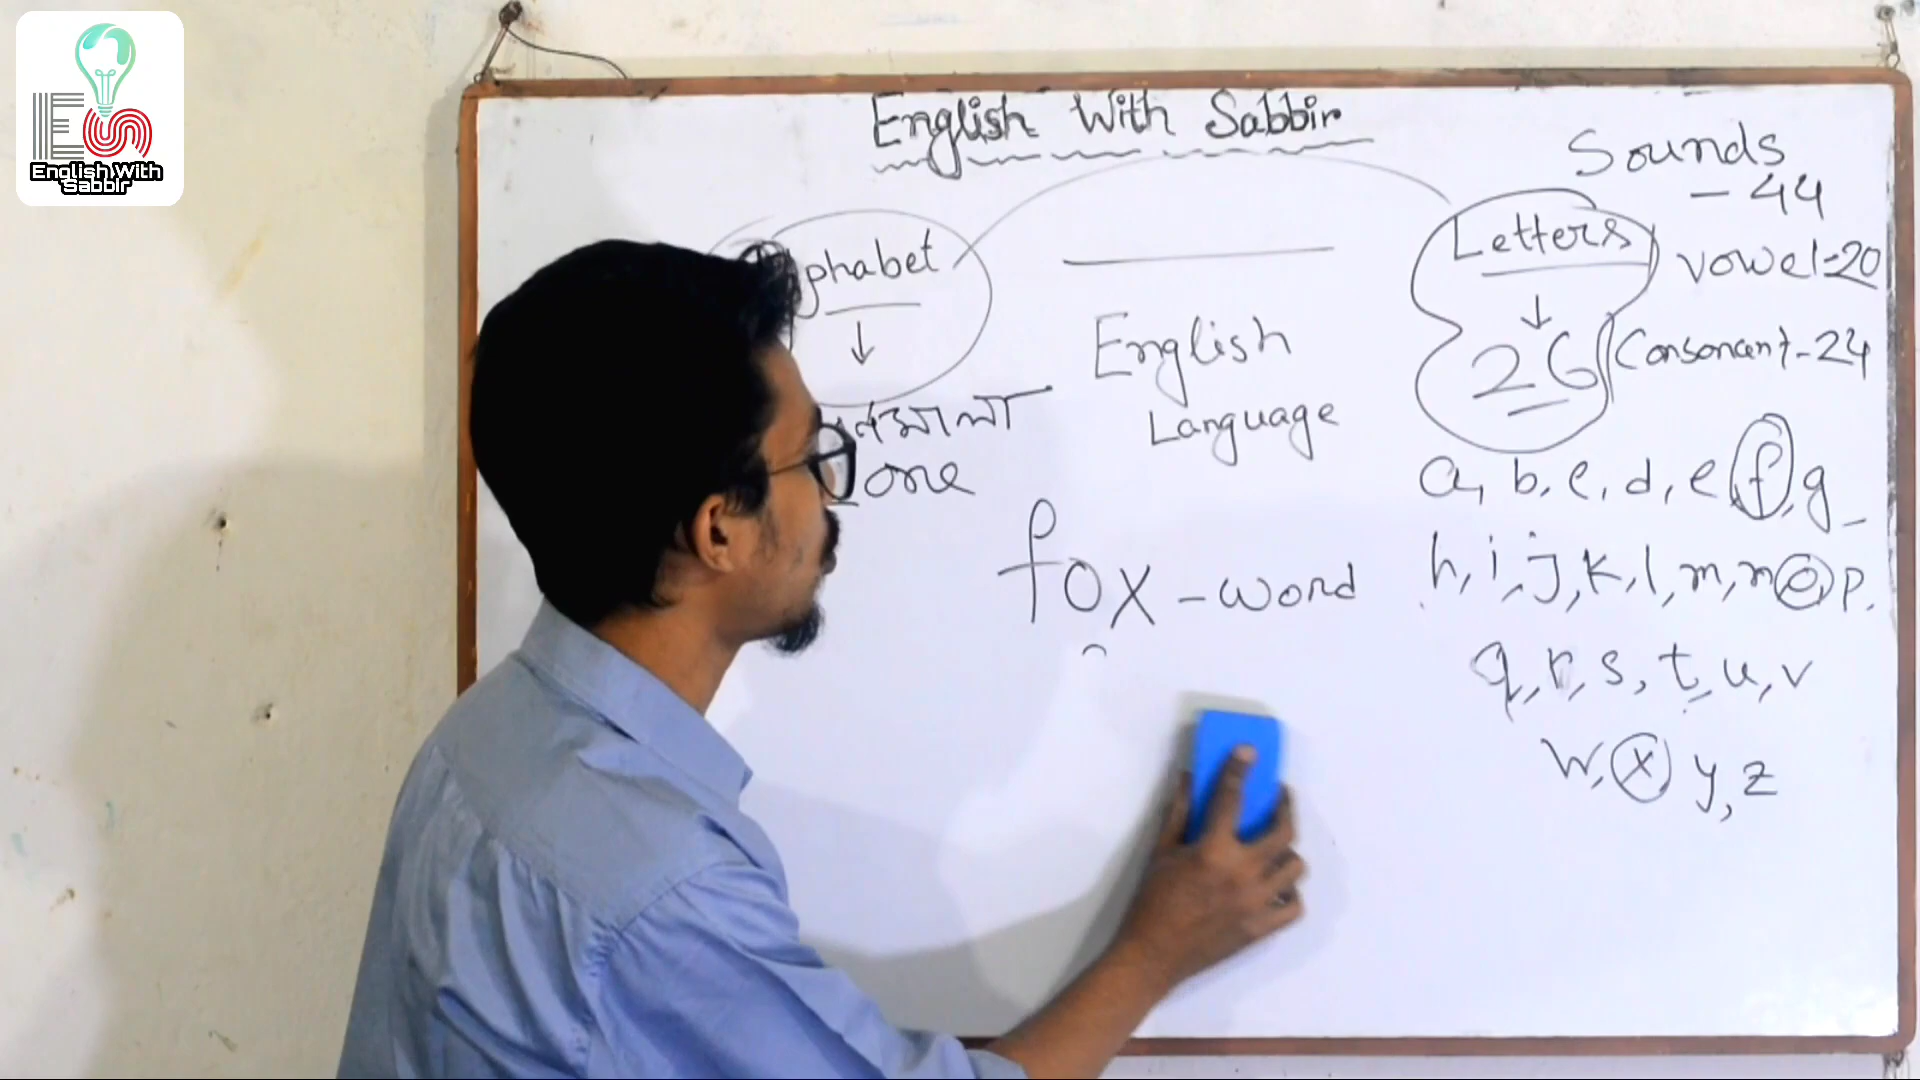 English With
Sabbir
English With Sabbir
Sounds
- 44
vowel-20
Consonant-24
phabet
↓
one
English
Language
Letters
↓
26
fox - word
a, b, c, d, e f, g
h, i, j, k, l, m, n o, p.
q, r, s, t, u, v
w, x y, z